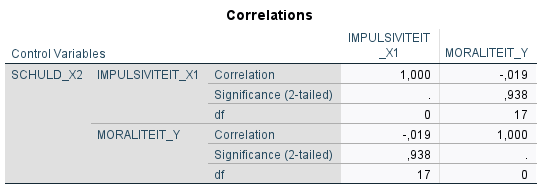 Correlations
Control Variables IMPULSIVITEIT_X1 MORALITEIT_Y
SCHULD_X2 IMPULSIVITEIT_X1 Correlation 1,000 -,019
Significance (2-tailed) . ,938
df 0 17
MORALITEIT_Y Correlation -,019 1,000
Significance (2-tailed) ,938 .
df 17 0